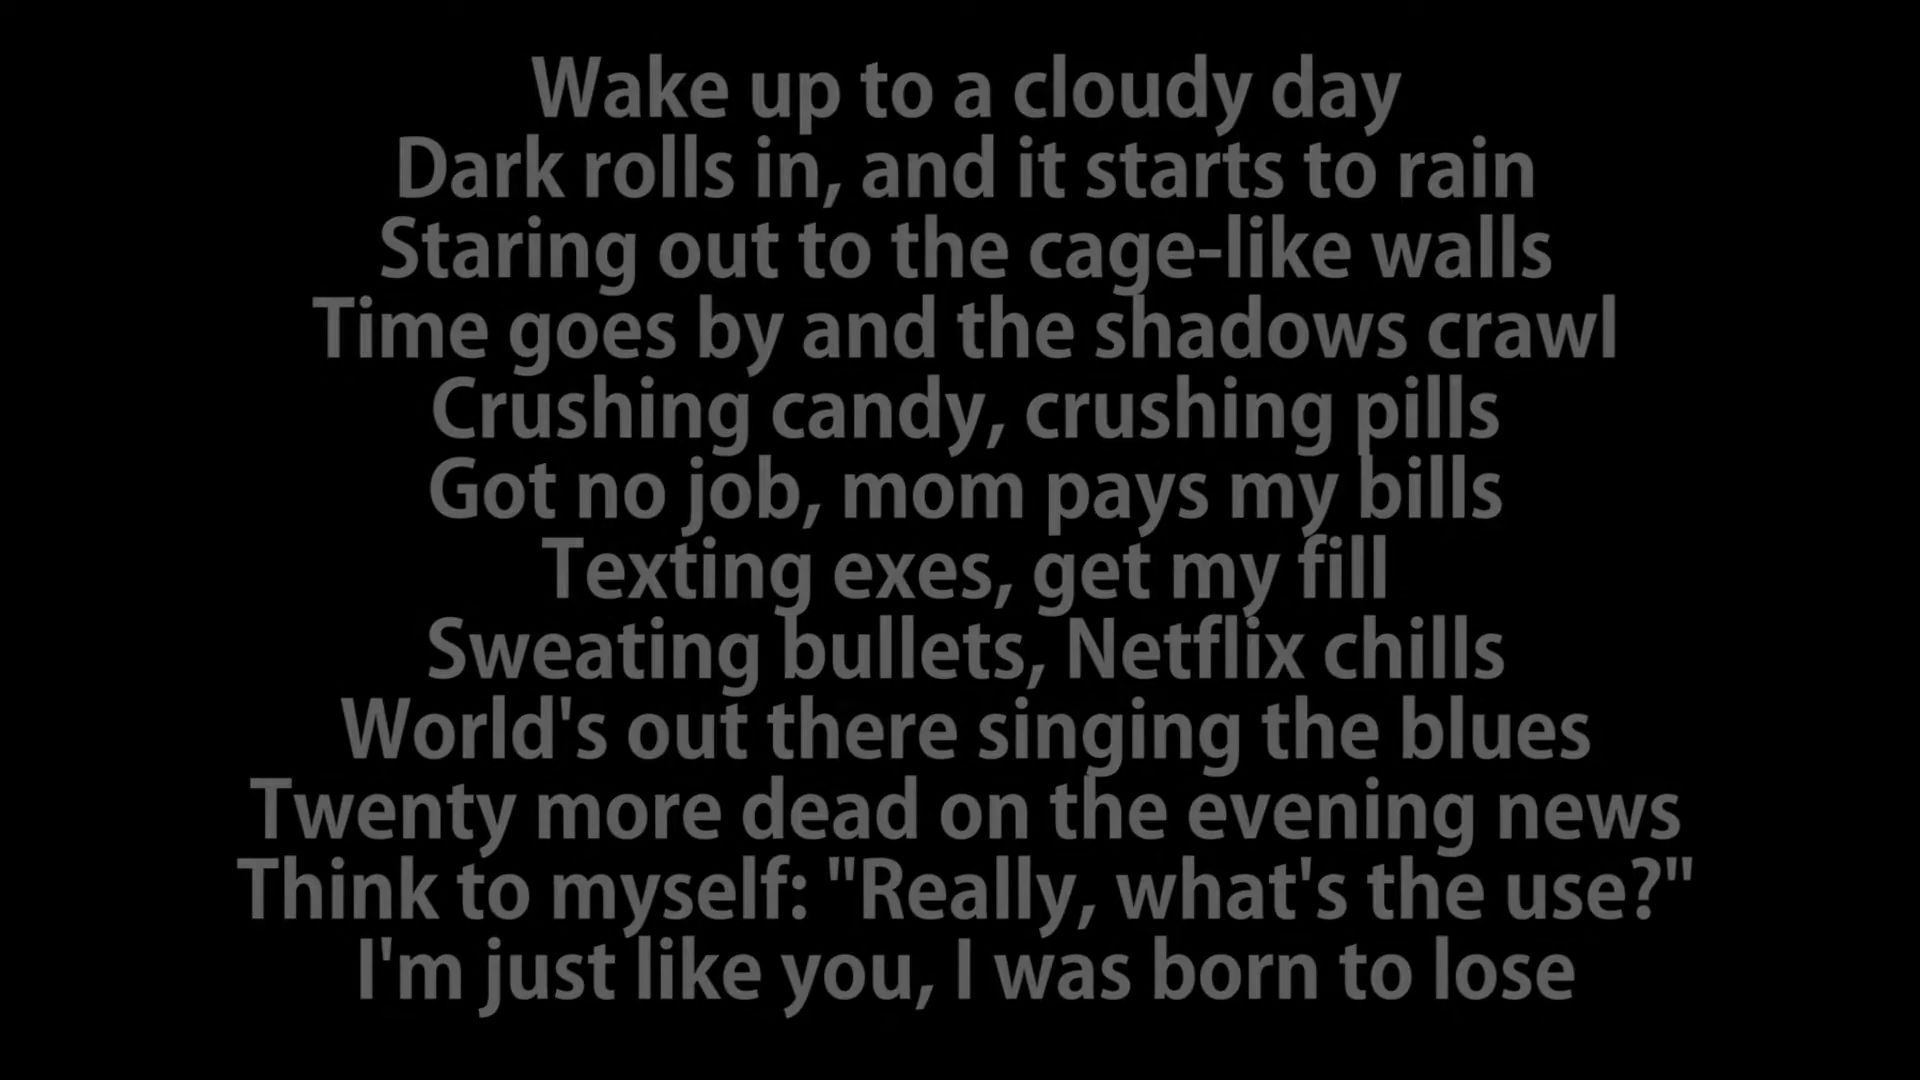 Wake up to a cloudy day
Dark rolls in, and it starts to rain
Staring out to the cage-like walls
Time goes by and the shadows crawl
Crushing candy, crushing pills
Got no job, mom pays my bills
Texting exes, get my fill
Sweating bullets, Netflix chills
World's out there singing the blues
Twenty more dead on the evening news
Think to myself: "Really, what's the use?"
I'm just like you, I was born to lose